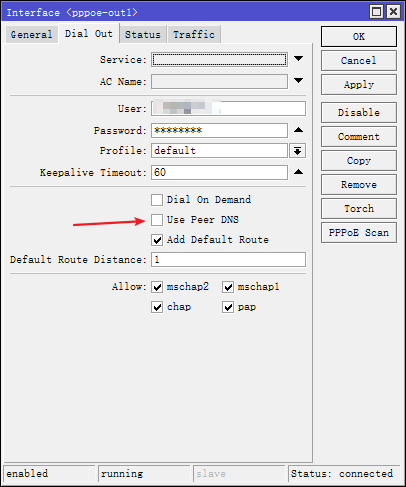 Interface <pppoe-out1>
General Dial Out Status Traffic
Service:
AC Name:
User:
Password: ********
Profile: default
Keepalive Timeout: 60
Dial On Demand
Use Peer DNS
Add Default Route
Default Route Distance: 1
Allow: mschap2 mschap1
chap pap
OK
Cancel
Apply
Disable
Comment
Copy
Remove
Torch
PPPoE Scan
enabled running slave Status: connected